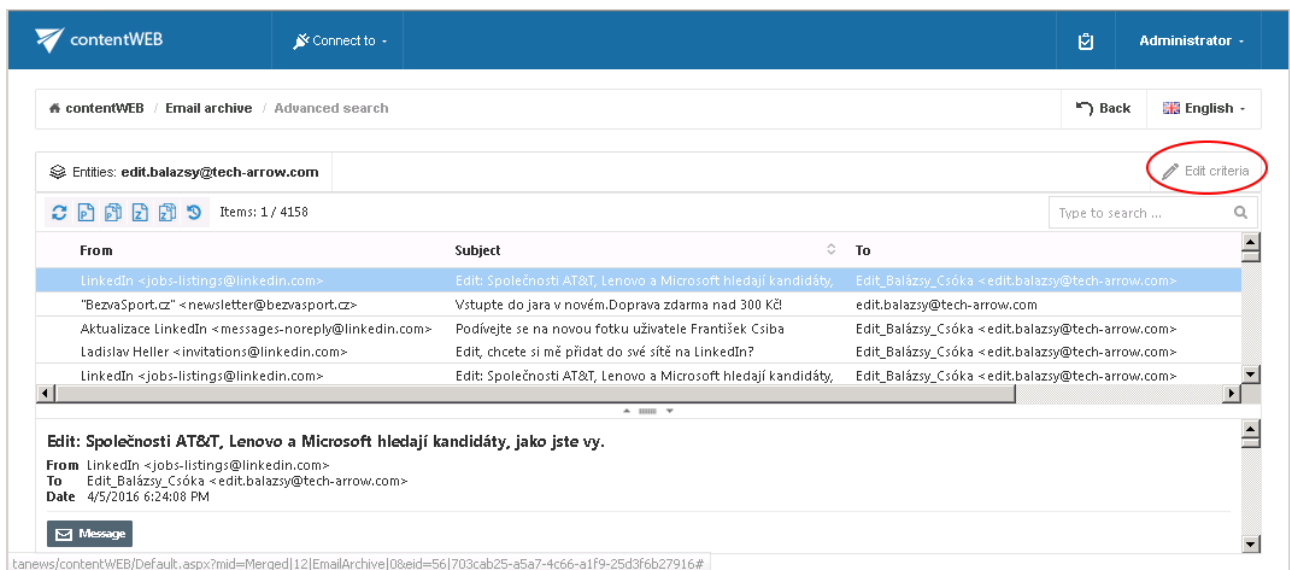 contentWEB Connect to Administrator
contentWEB / Email archive / Advanced search Back English
Entities: edit.balazsy@tech-arrow.com Edit criteria
P P Z Z Items: 1 / 4158 Type to search ...
From Subject To
LinkedIn <jobs-listings@linkedin.com> Edit: Společnosti AT&T, Lenovo a Microsoft hledají kandidáty, Edit_Balázsy_Csóka <edit.balazsy@tech-arrow.com>
"BezvaSport.cz" <newsletter@bezvasport.cz> Vstupte do jara v novém.Doprava zdarma nad 300 Kč! edit.balazsy@tech-arrow.com
Aktualizace LinkedIn <messages-noreply@linkedin.com> Podívejte se na novou fotku uživatele František Csiba Edit_Balázsy_Csóka <edit.balazsy@tech-arrow.com>
Ladislav Heller <invitations@linkedin.com> Edit, chcete si mě přidat do své sítě na LinkedIn? Edit_Balázsy_Csóka <edit.balazsy@tech-arrow.com>
LinkedIn <jobs-listings@linkedin.com> Edit: Společnosti AT&T, Lenovo a Microsoft hledají kandidáty, Edit_Balázsy_Csóka <edit.balazsy@tech-arrow.com>
Edit: Společnosti AT&T, Lenovo a Microsoft hledají kandidáty, jako jste vy.
From LinkedIn <jobs-listings@linkedin.com>
To Edit_Balázsy_Csóka <edit.balazsy@tech-arrow.com>
Date 4/5/2016 6:24:08 PM
Message
tanews/contentWEB/Default.aspx?mid=Merged|12|EmailArchive|0&eid=56|703cab25-a5a7-4c66-a1f9-25d3f6b27916#